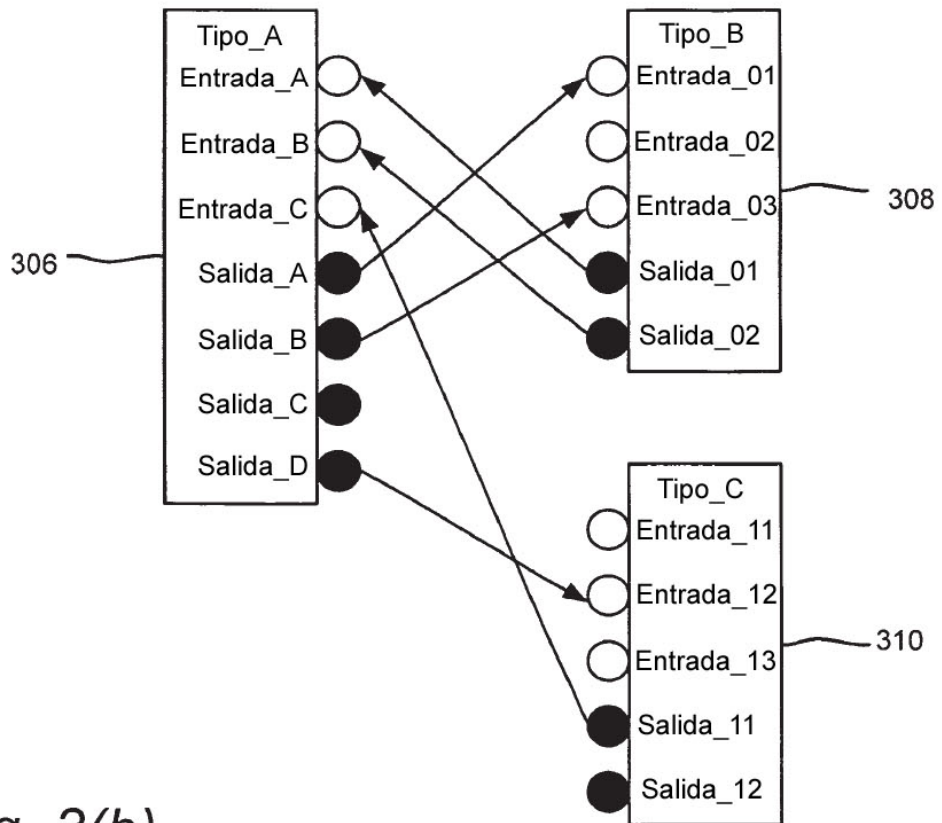 Tipo_A
Entrada_A
Entrada_B
Entrada_C
Salida_A
Salida_B
Salida_C
Salida_D
306
Tipo_B
Entrada_01
Entrada_02
Entrada_03
Salida_01
Salida_02
308
Tipo_C
Entrada_11
Entrada_12
Entrada_13
Salida_11
Salida_12
310